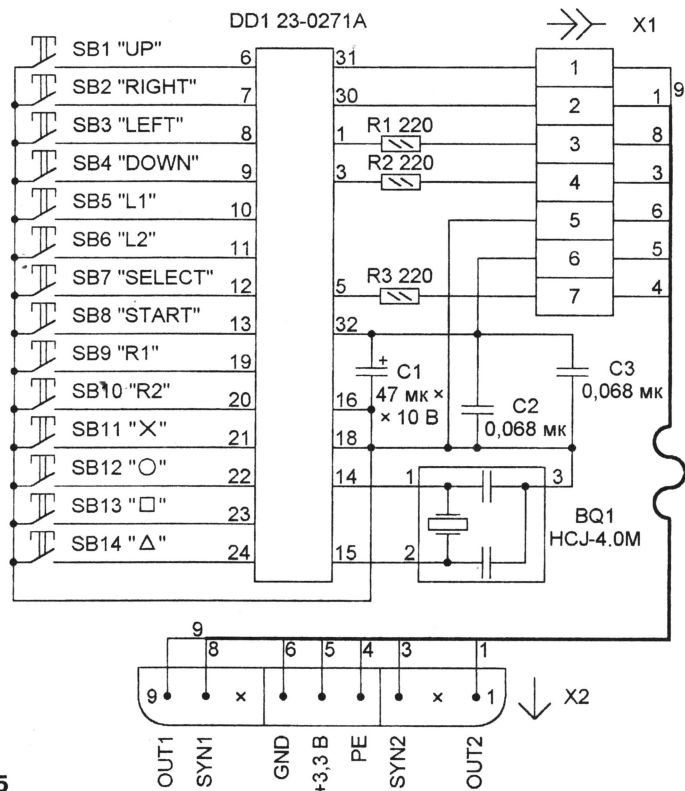 DD1 23-0271A
X1
SB1 "UP" 6 31 1 9
SB2 "RIGHT" 7 30 2 1
SB3 "LEFT" 8 1 R1 220 3 8
SB4 "DOWN" 9 3 R2 220 4 3
SB5 "L1" 10 5 6
SB6 "L2" 11 6 5
SB7 "SELECT" 12 5 R3 220 7 4
SB8 "START" 13 32
SB9 "R1" 19
C1
47 мк ×
× 10 В
C2
0,068 мк
C3
0,068 мк
SB10 "R2" 20 16
SB11 "×" 21 18
SB12 "○" 22 14 1 3
SB13 "□" 23
SB14 "Δ" 24 15 2
BQ1
HCJ-4.0M
9
8 6 5 4 3 1
9 × × 1
X2
OUT1
SYN1
GND
+3,3 В
PE
SYN2
OUT2
5